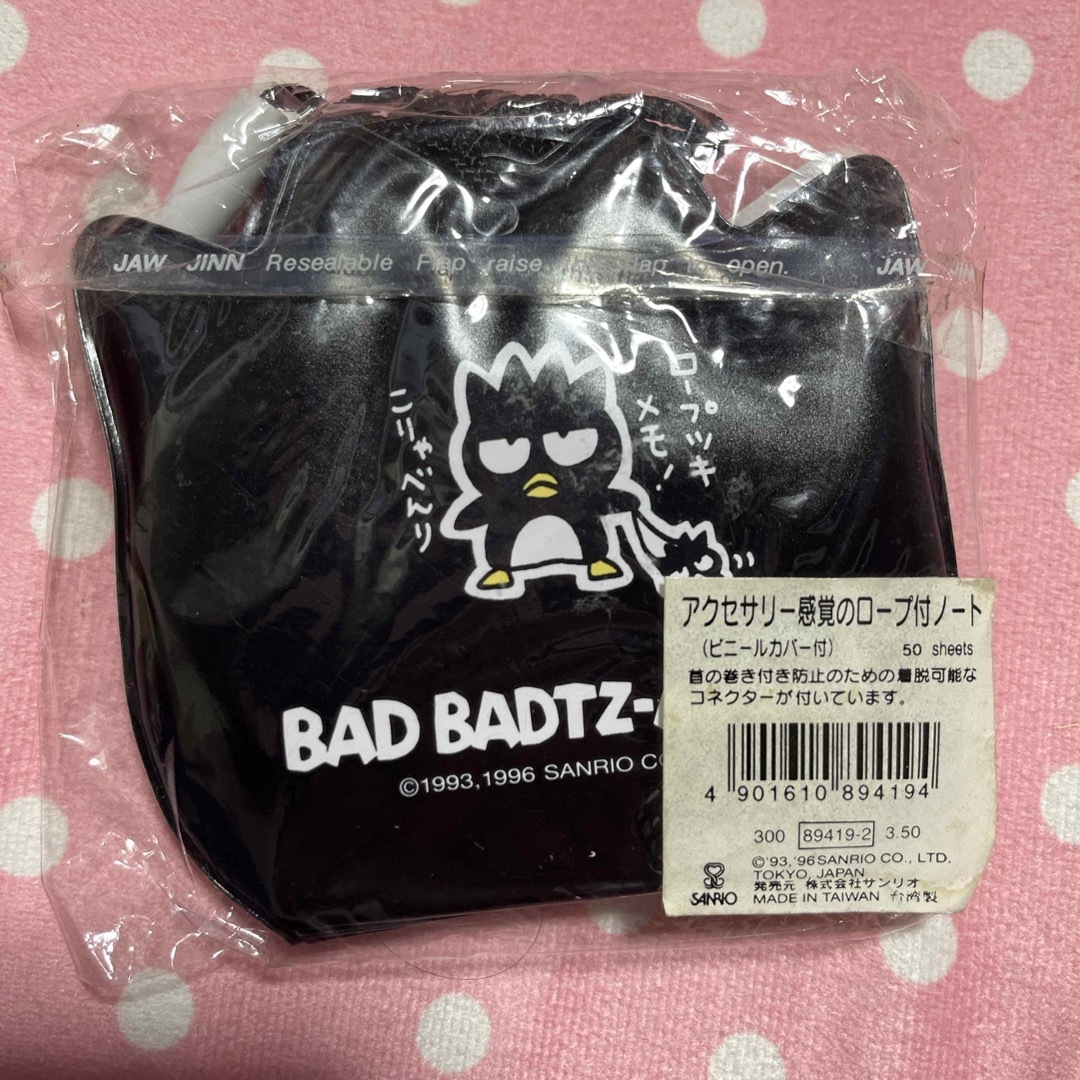 JAW JINN Resealable Flap raise flap to open. JAW JINN
ロープツキ
メモ!
こりゃべんり
BAD BADTZ-
©1993,1996 SANRIO CO
アクセサリー感覚のロープ付ノート
(ビニールカバー付) 50 sheets
首の巻き付き防止のための着脱可能な
コネクターが付いています。
4 901610 894194
300 89419-2 3.50
©'93,'96 SANRIO CO., LTD.
TOKYO, JAPAN
発売元 株式会社サンリオ
SANRIO MADE IN TAIWAN 台湾製